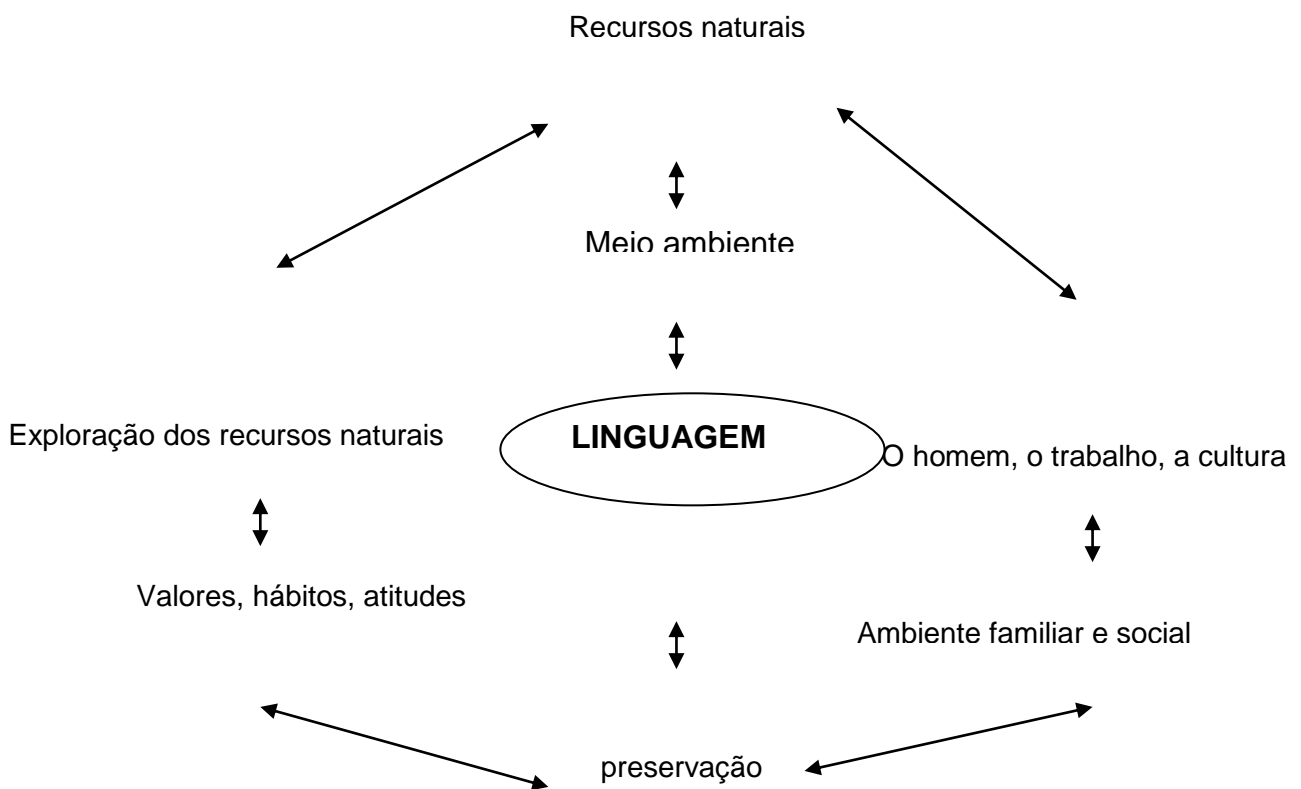 Recursos naturais
Meio ambiente
Exploração dos recursos naturais
LINGUAGEM
O homem, o trabalho, a cultura
Valores, hábitos, atitudes
Ambiente familiar e social
preservação